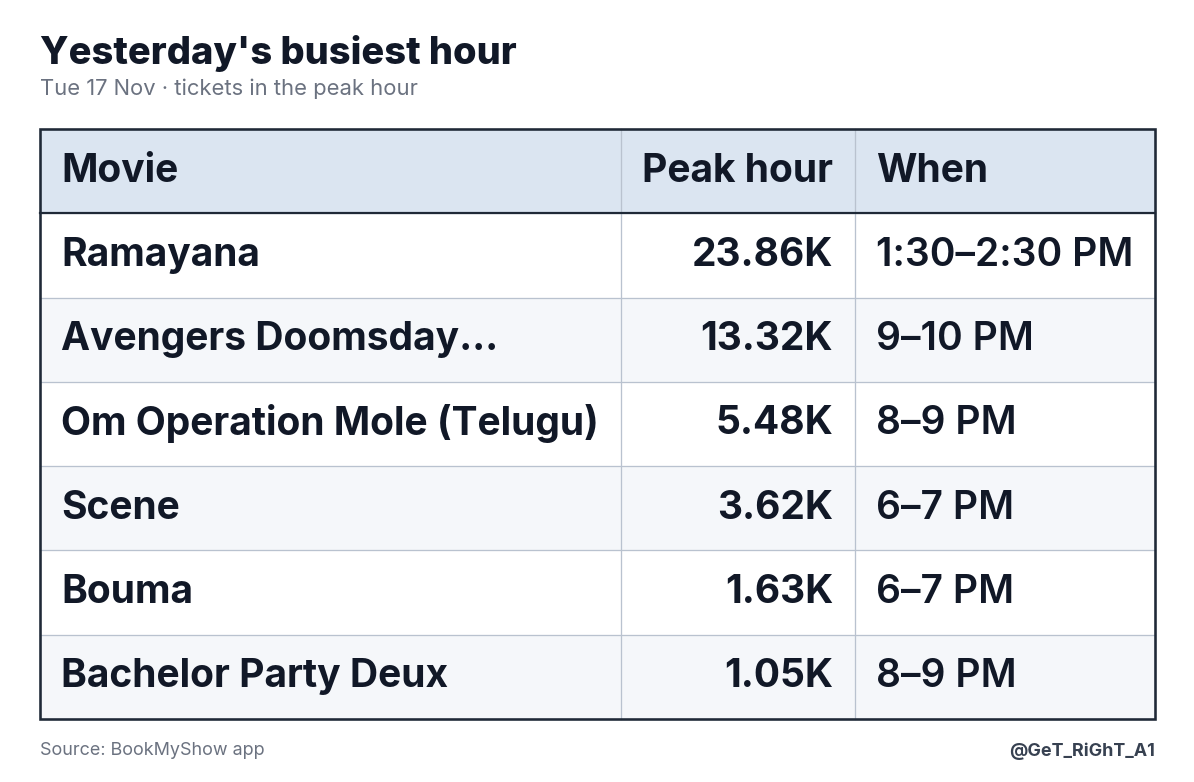 Yesterday's busiest hour
Tue 17 Nov · tickets in the peak hour
Movie Peak hour When
Ramayana 23.86K 1:30–2:30 PM
Avengers Doomsday… 13.32K 9–10 PM
Om Operation Mole (Telugu) 5.48K 8–9 PM
Scene 3.62K 6–7 PM
Bouma 1.63K 6–7 PM
Bachelor Party Deux 1.05K 8–9 PM
Source: BookMyShow app @GeT_RiGhT_A1